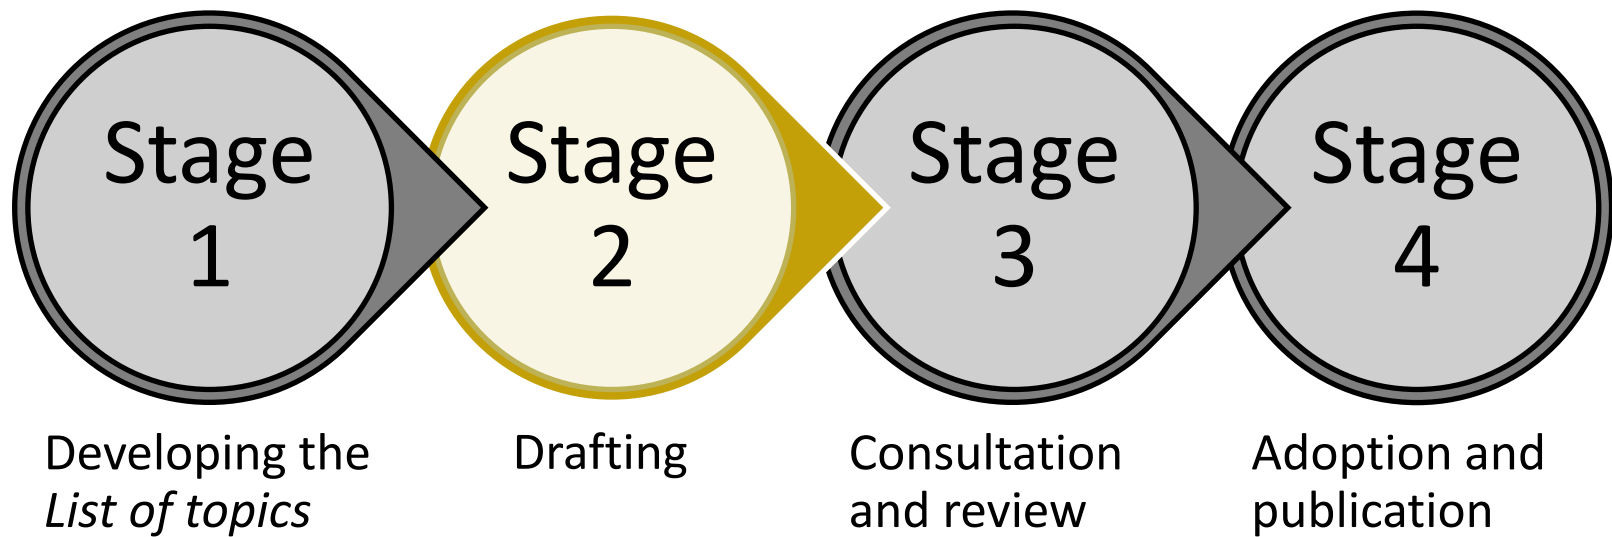 Stage
1
Stage
2
Stage
3
Stage
4
Developing the
List of topics
Drafting
Consultation
and review
Adoption and
publication